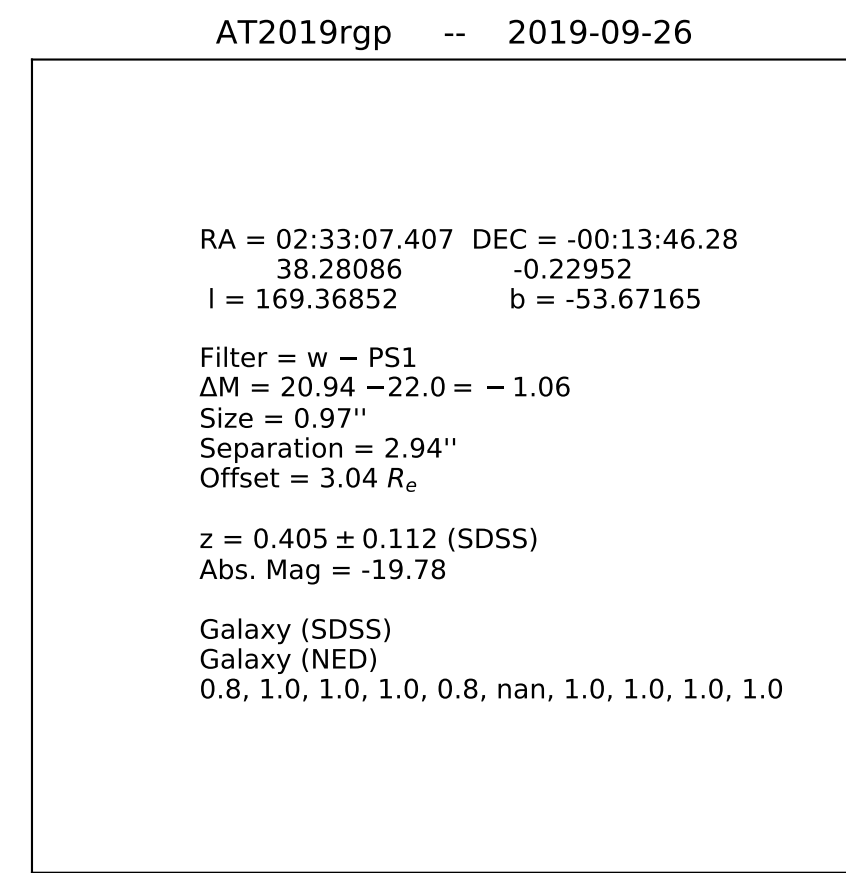 AT2019rgp -- 2019-09-26
RA = 02:33:07.407 DEC = -00:13:46.28
38.28086 -0.22952
l = 169.36852 b = -53.67165
Filter = w − PS1
ΔM = 20.94 −22.0 = − 1.06
Size = 0.97''
Separation = 2.94''
Offset = 3.04 Rₑ
z = 0.405 ± 0.112 (SDSS)
Abs. Mag = -19.78
Galaxy (SDSS)
Galaxy (NED)
0.8, 1.0, 1.0, 1.0, 0.8, nan, 1.0, 1.0, 1.0, 1.0